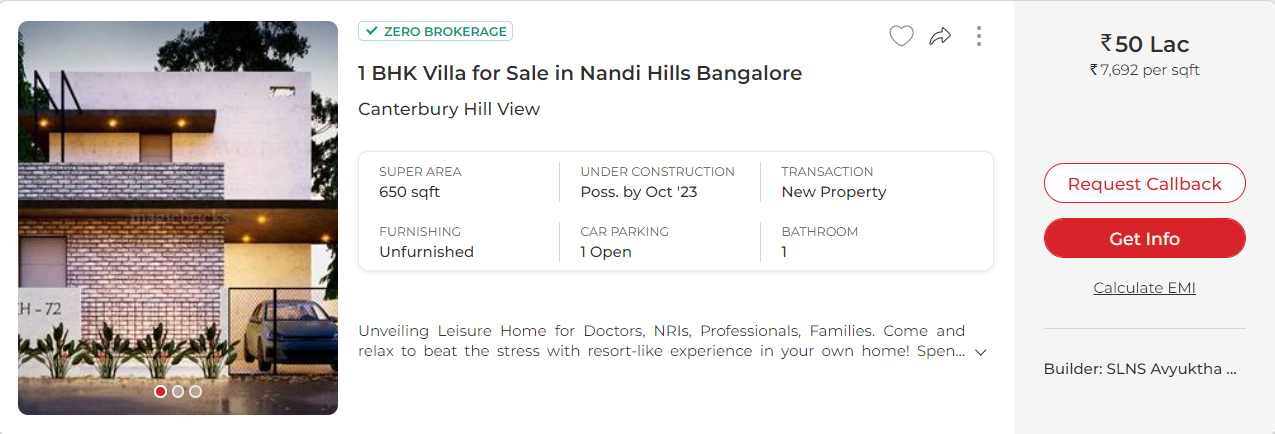 ZERO BROKERAGE
1 BHK Villa for Sale in Nandi Hills Bangalore
Canterbury Hill View
SUPER AREA
650 sqft
UNDER CONSTRUCTION
Poss. by Oct '23
TRANSACTION
New Property
FURNISHING
Unfurnished
CAR PARKING
1 Open
BATHROOM
1
Unveiling Leisure Home for Doctors, NRIs, Professionals, Families. Come and
relax to beat the stress with resort-like experience in your own home! Spen...
magicbricks
H - 72
₹50 Lac
₹7,692 per sqft
Request Callback
Get Info
Calculate EMI
Builder: SLNS Avyuktha ...